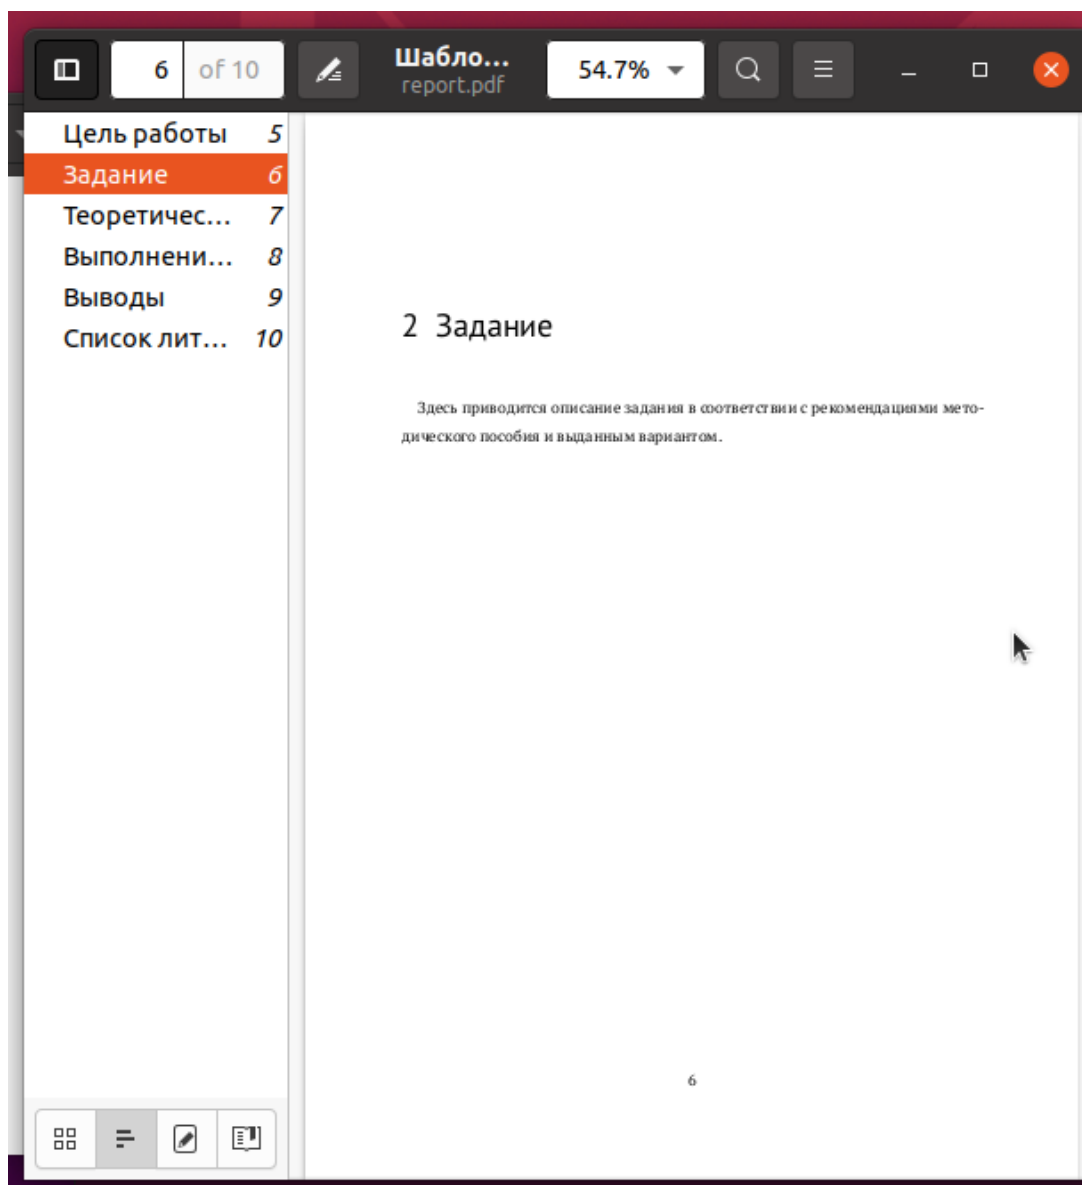 6 of 10
Шабло...
report.pdf
54.7%
Цель работы 5
Задание 6
Теоретичес... 7
Выполнени... 8
Выводы 9
Список лит... 10
2 Задание
Здесь приводится описание задания в соответствии с рекомендациями мето-
дического пособия и выданным вариантом.
6